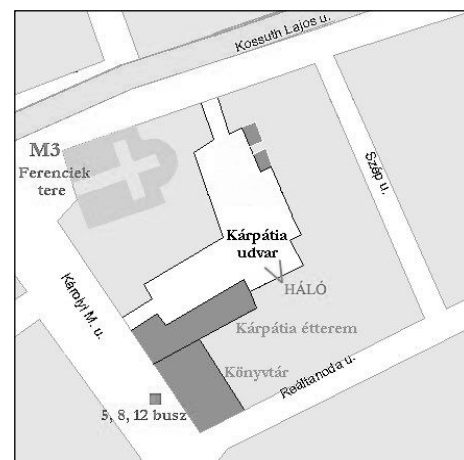 Kossuth Lajos u.
M3
Ferenciek
tere
Szép u.
Kárpátia
udvar
HÁLÓ
Károlyi M. u.
Kárpátia étterem
Könyvtár
Reáltanoda u.
5, 8, 12 busz